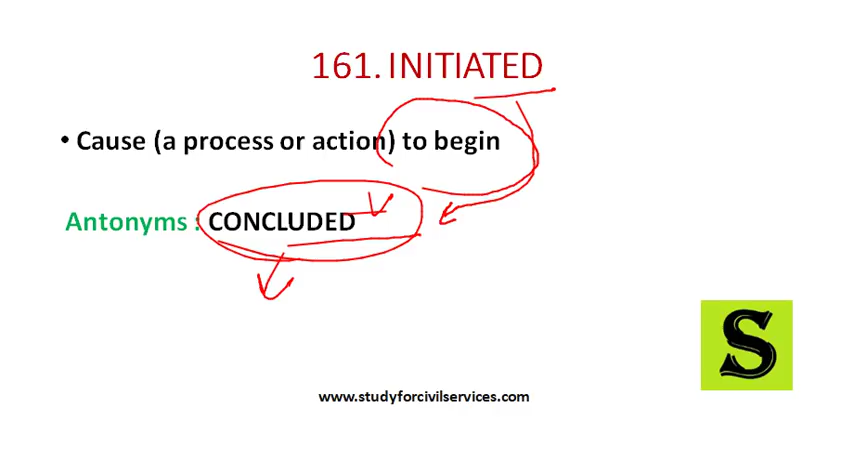 161. INITIATED
• Cause (a process or action) to begin
Antonyms : CONCLUDED
S
www.studyforcivilservices.com